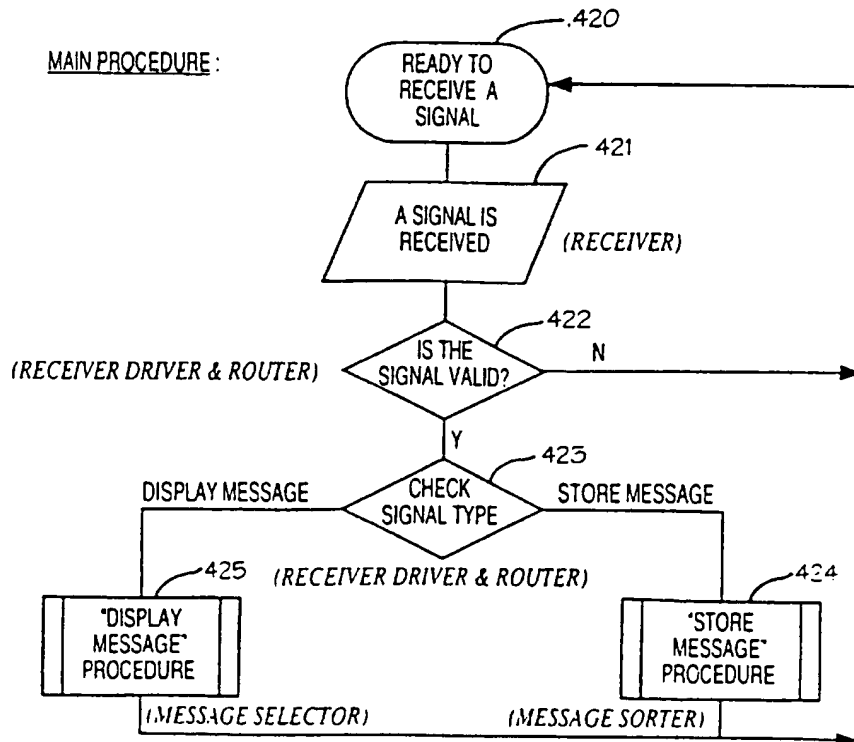 .420
MAIN PROCEDURE :
READY TO
RECEIVE A
SIGNAL
421
A SIGNAL IS
RECEIVED
(RECEIVER)
422
IS THE
SIGNAL VALID?
N
(RECEIVER DRIVER & ROUTER)
Y
423
DISPLAY MESSAGE
CHECK
SIGNAL TYPE
STORE MESSAGE
(RECEIVER DRIVER & ROUTER)
425
424
"DISPLAY
MESSAGE"
PROCEDURE
"STORE
MESSAGE"
PROCEDURE
(MESSAGE SELECTOR)
(MESSAGE SORTER)